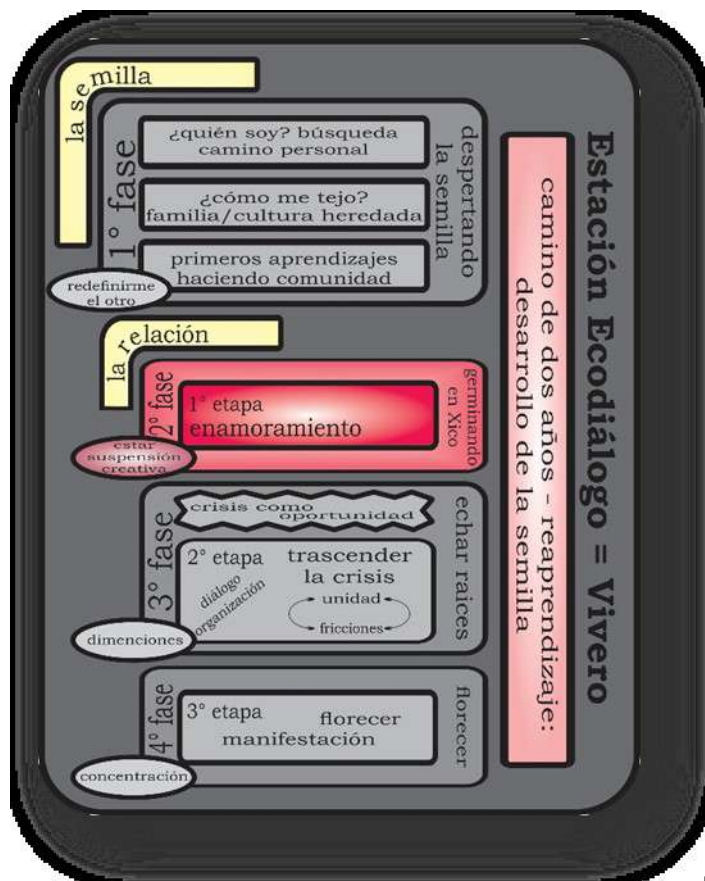 Estación Ecodiálogo = Vivero
camino de dos años - reaprendizaje:
desarrollo de la semilla
la semilla
1° fase
despertando
la semilla
¿quién soy? búsqueda
camino personal
¿cómo me tejo?
familia/cultura heredada
primeros aprendizajes
haciendo comunidad
redefinirme
el otro
la relación
2° fase
germinando
en Xico
1° etapa
enamoramiento
estar
suspensión
creativa
3° fase
echar raices
crisis como
oportunidad
2° etapa
diálogo
organización
trascender
la crisis
unidad
fricciones
dimenciones
4° fase
florecer
3° etapa
florecer
manifestación
concentración